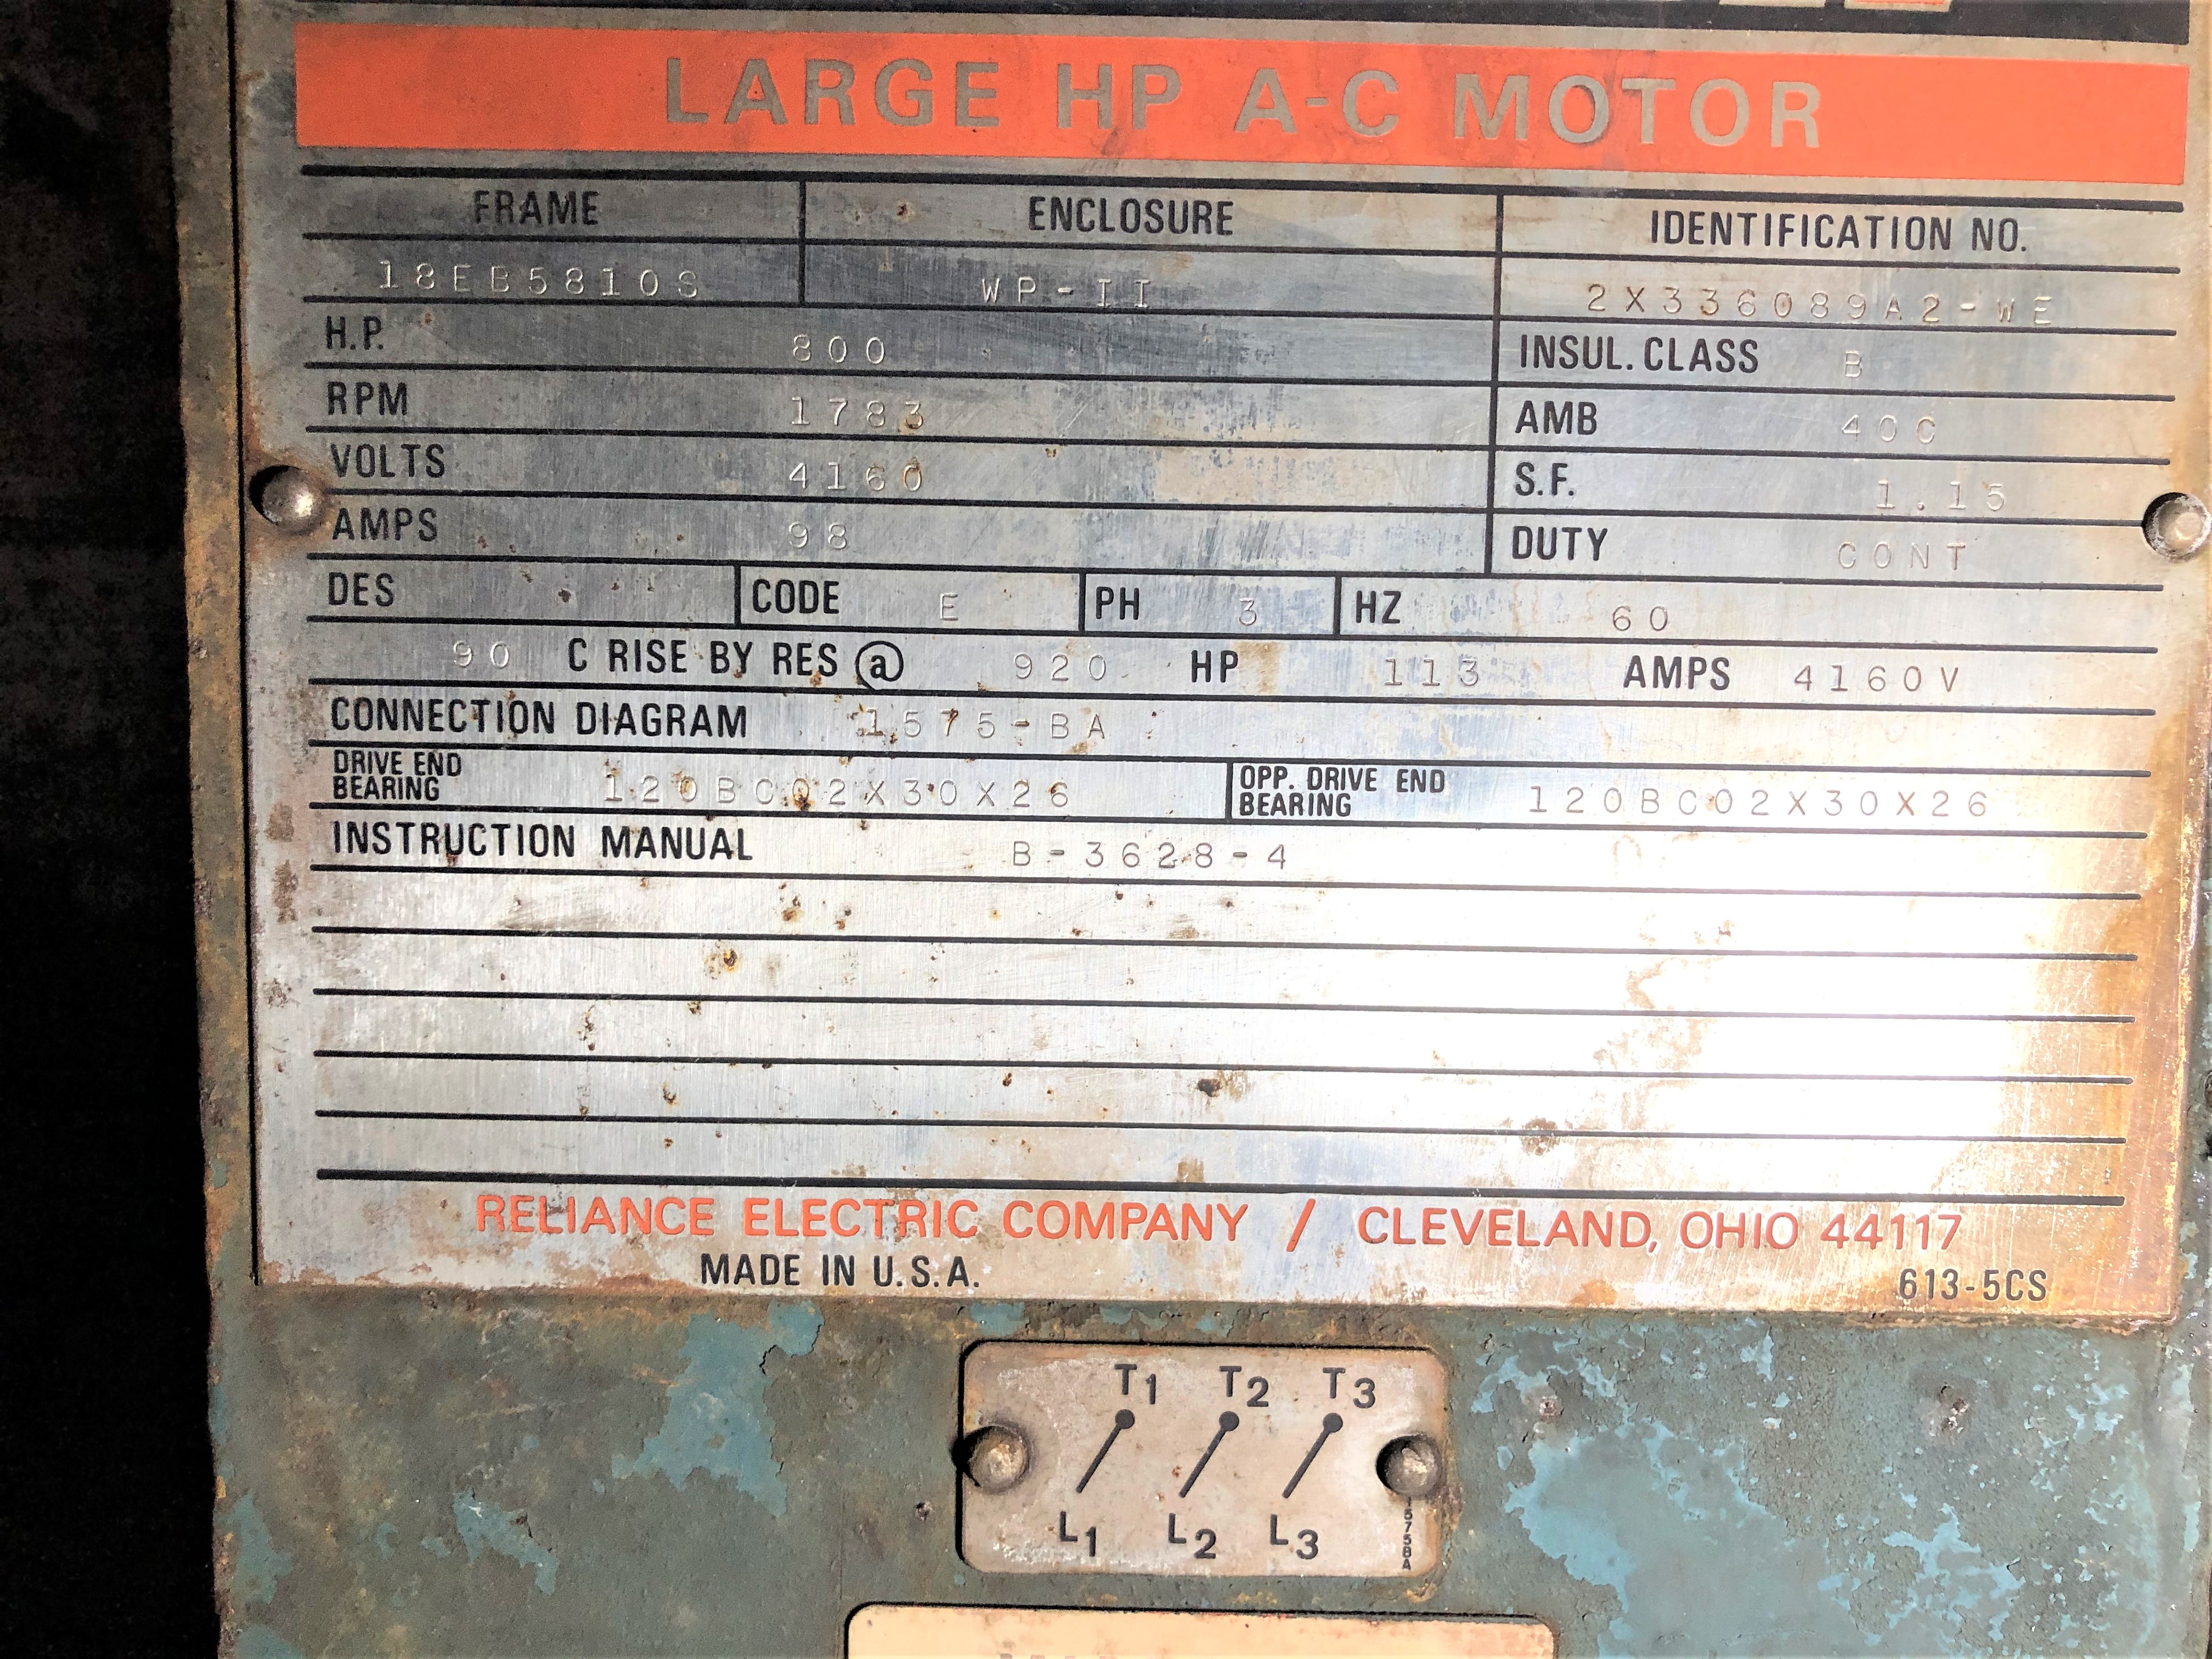 LARGE HP A-C MOTOR
FRAME ENCLOSURE IDENTIFICATION NO.
18EB5810S WP-II 2X336089A2-WE
H.P. 800 INSUL. CLASS B
RPM 1783 AMB 40C
VOLTS 4160 S.F. 1.15
AMPS 98 DUTY CONT
DES CODE E PH 3 HZ 60
90 C RISE BY RES @ 920 HP 113 AMPS 4160V
CONNECTION DIAGRAM 1575-BA
DRIVE END BEARING 120BC02X30X26 OPP. DRIVE END BEARING 120BC02X30X26
INSTRUCTION MANUAL B-3628-4
RELIANCE ELECTRIC COMPANY / CLEVELAND, OHIO 44117
MADE IN U.S.A. 613-5CS
T1 T2 T3
L1 L2 L3
1575BA